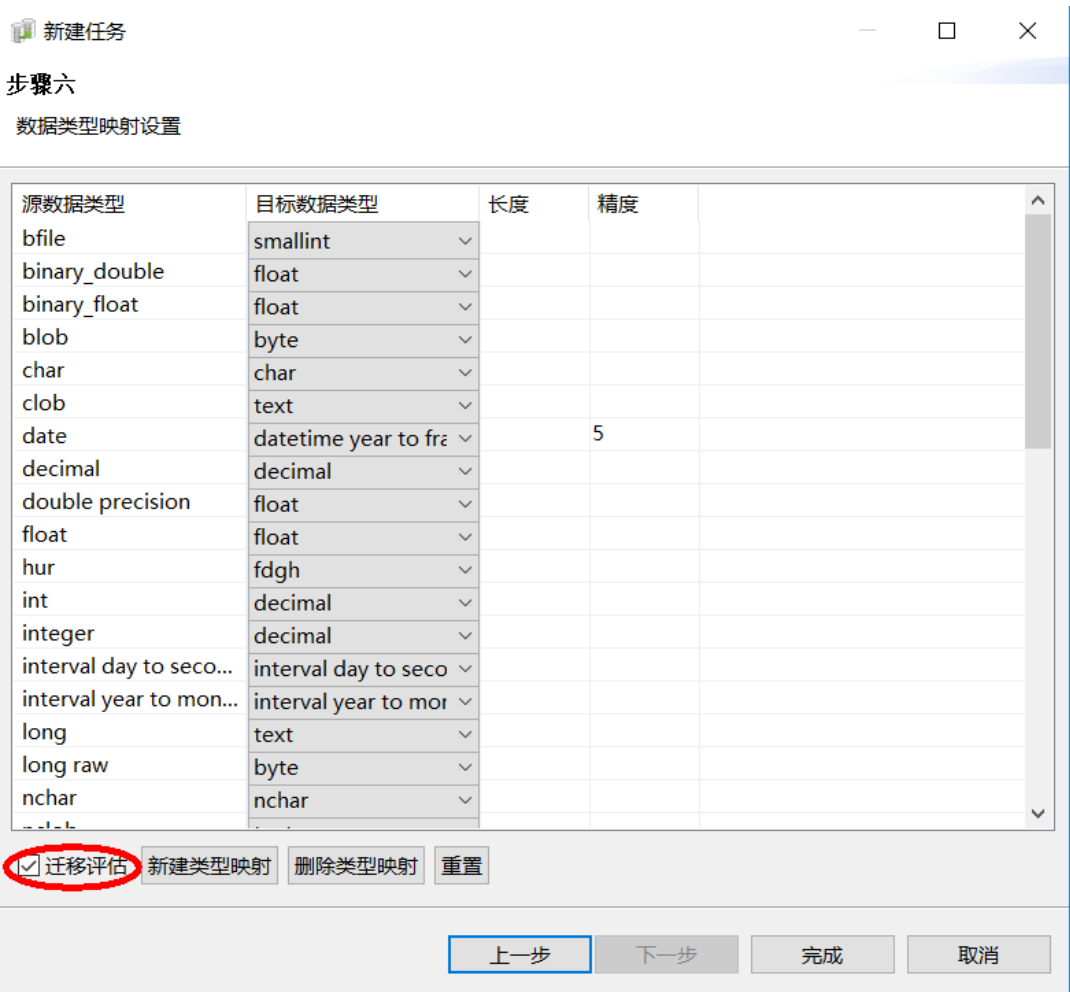 新建任务
步骤六
数据类型映射设置
源数据类型 目标数据类型 长度 精度
bfile smallint
binary_double float
binary_float float
blob byte
char char
clob text
date datetime year to fra 5
decimal decimal
double precision float
float float
hur fdgh
int decimal
integer decimal
interval day to seco... interval day to seco
interval year to mon... interval year to mor
long text
long raw byte
nchar nchar
迁移评估 新建类型映射 删除类型映射 重置
上一步 下一步 完成 取消